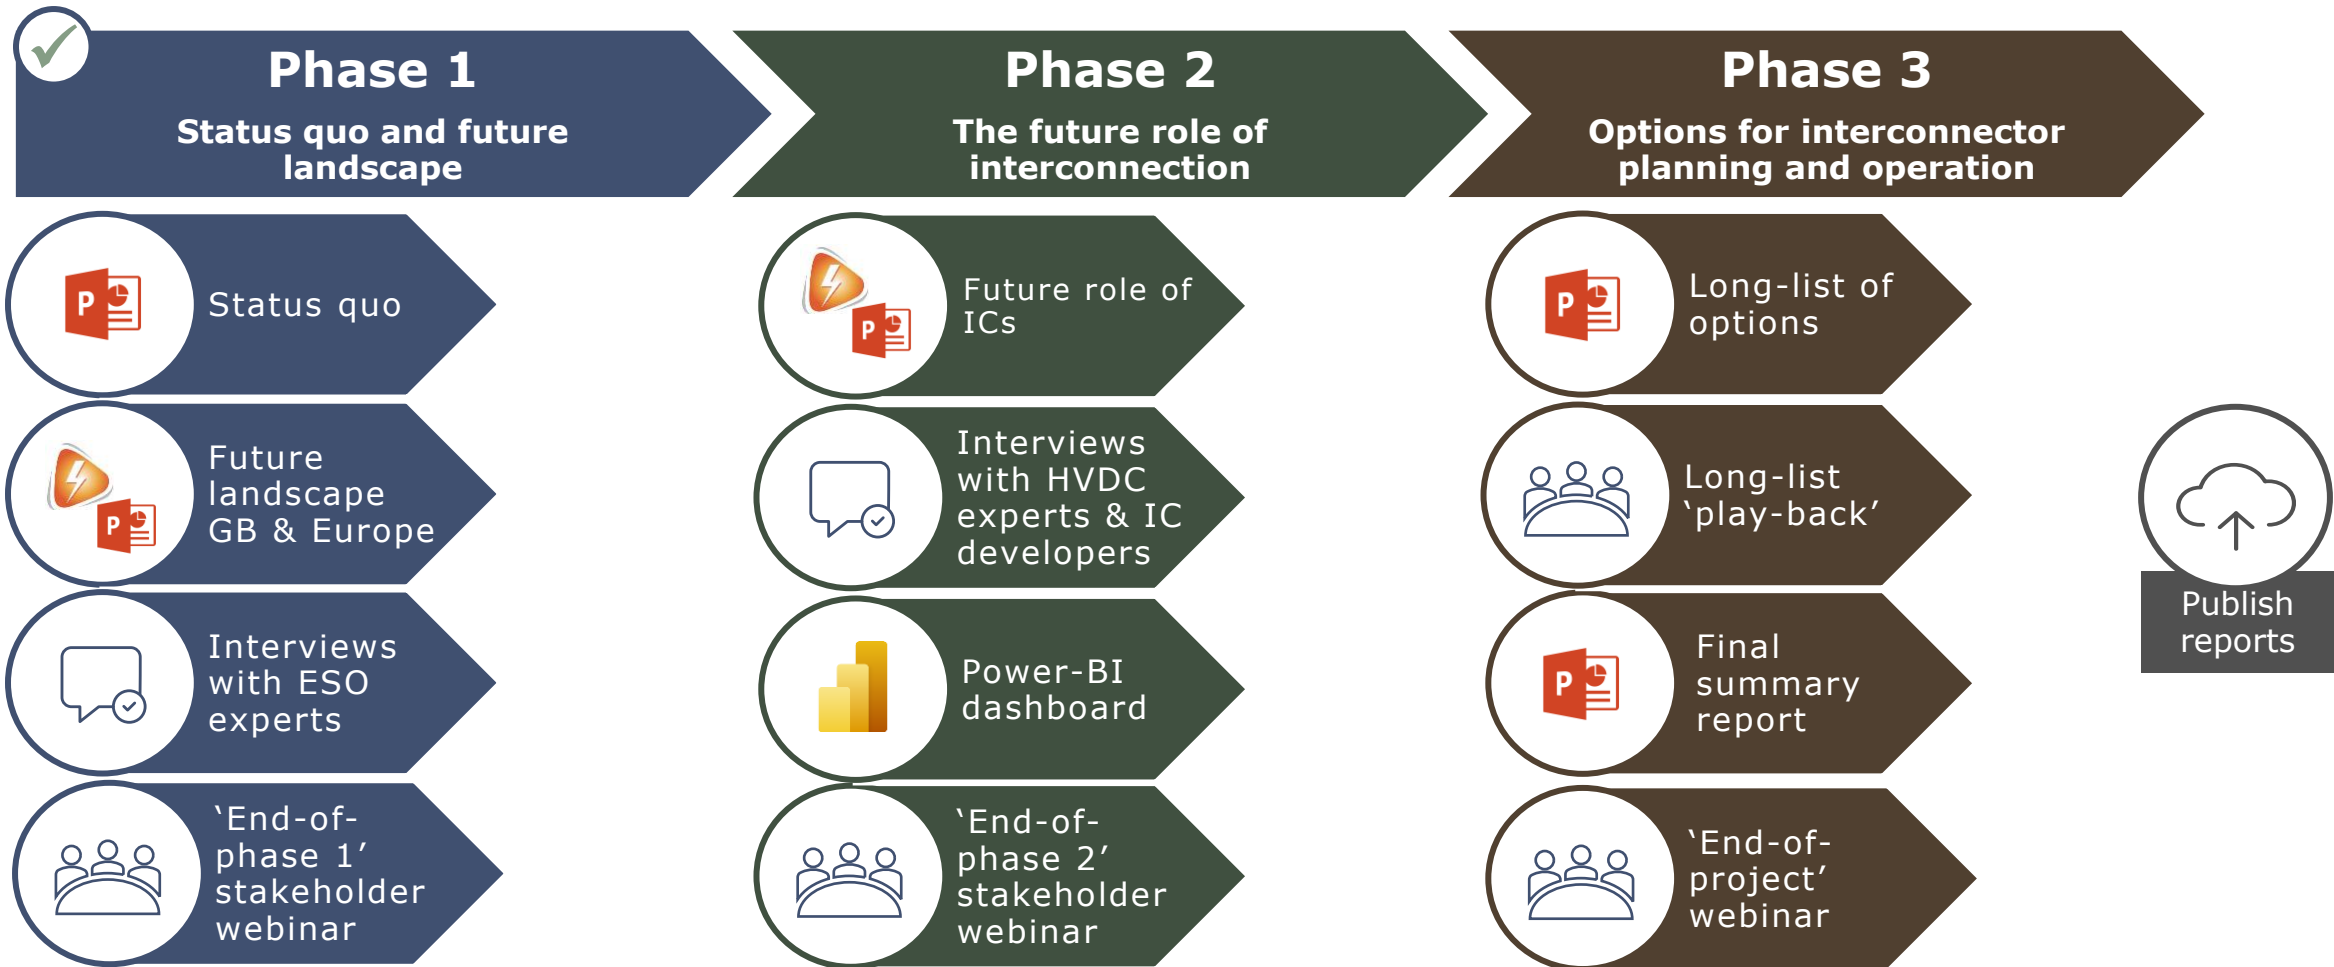 Phase 1
Status quo and future
landscape
Status quo
Future
landscape
GB & Europe
Interviews
with ESO
experts
‘End-of-
phase 1’
stakeholder
webinar
Phase 2
The future role of
interconnection
Future role of
ICs
Interviews
with HVDC
experts & IC
developers
Power-BI
dashboard
‘End-of-
phase 2’
stakeholder
webinar
Phase 3
Options for interconnector
planning and operation
Long-list of
options
Long-list
‘play-back’
Final
summary
report
‘End-of-
project’
webinar
Publish
reports
P
P
P
P
P